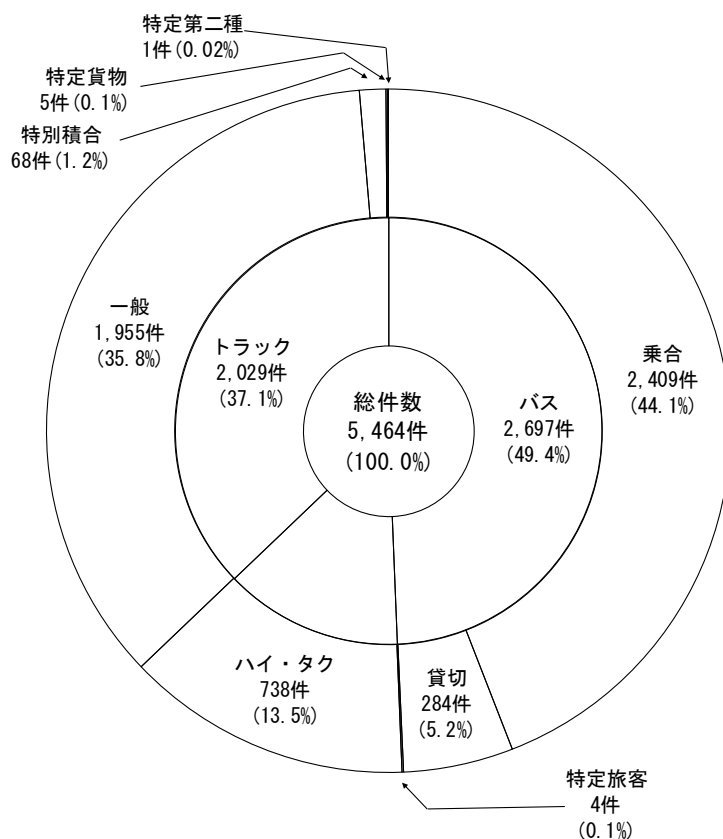 特定第二種
1件(0.02%)
特定貨物
5件(0.1%)
特別積合
68件(1.2%)
一般
1,955件
(35.8%)
トラック
2,029件
(37.1%)
総件数
5,464件
(100.0%)
バス
2,697件
(49.4%)
乗合
2,409件
(44.1%)
ハイ・タク
738件
(13.5%)
貸切
284件
(5.2%)
特定旅客
4件
(0.1%)